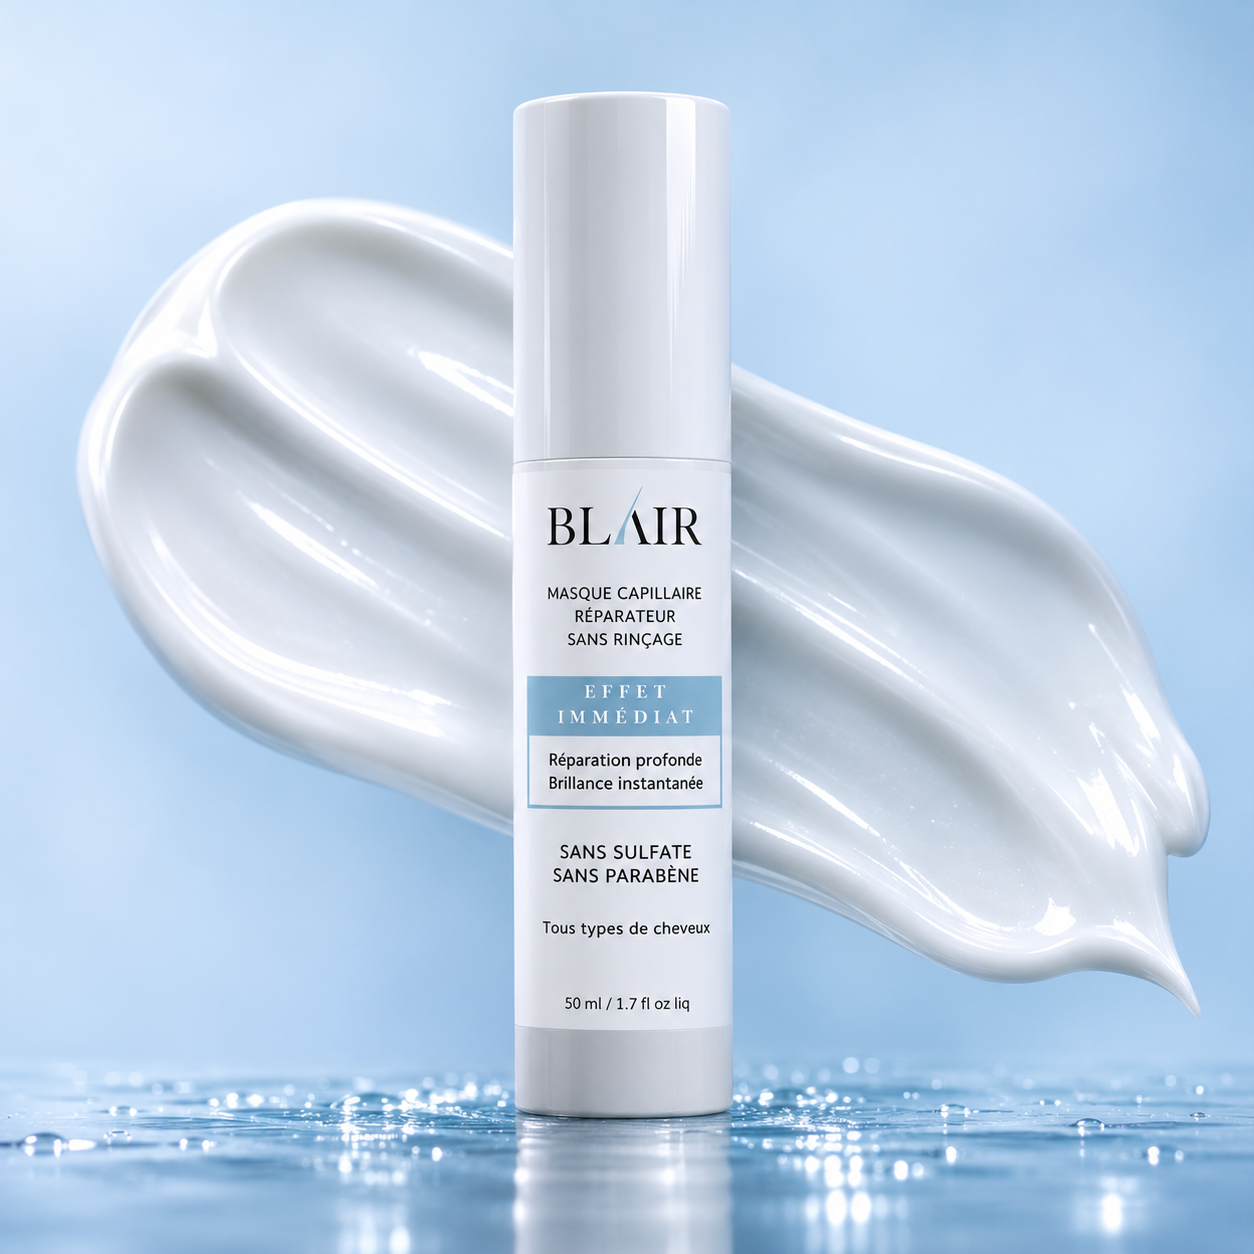 BLAIR
MASQUE CAPILLAIRE
RÉPARATEUR
SANS RINÇAGE
EFFET
IMMÉDIAT
Réparation profonde
Brillance instantanée
SANS SULFATE
SANS PARABÈNE
Tous types de cheveux
50 ml / 1.7 fl oz liq